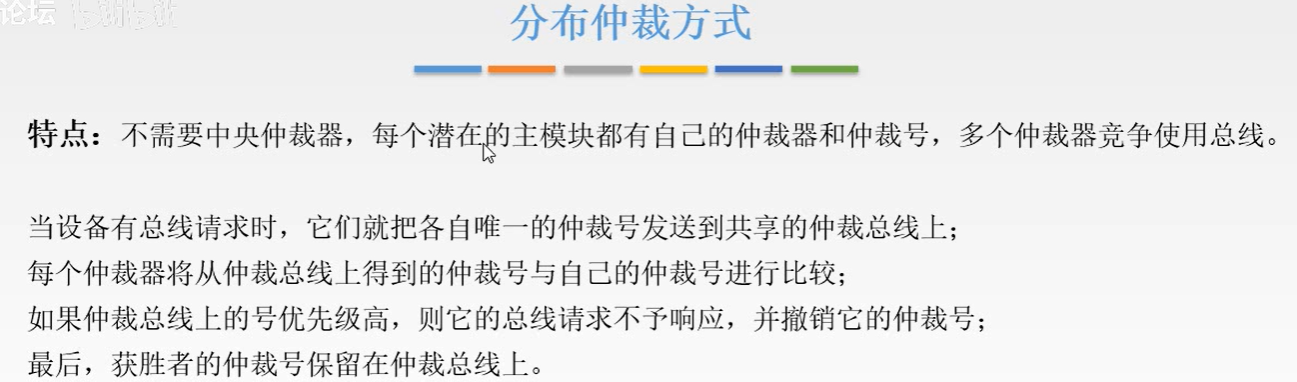 论坛
分布仲裁方式
特点：不需要中央仲裁器，每个潜在的主模块都有自己的仲裁器和仲裁号，多个仲裁器竞争使用总线。
当设备有总线请求时，它们就把各自唯一的仲裁号发送到共享的仲裁总线上；
每个仲裁器将从仲裁总线上得到的仲裁号与自己的仲裁号进行比较；
如果仲裁总线上的号优先级高，则它的总线请求不予响应，并撤销它的仲裁号；
最后，获胜者的仲裁号保留在仲裁总线上。